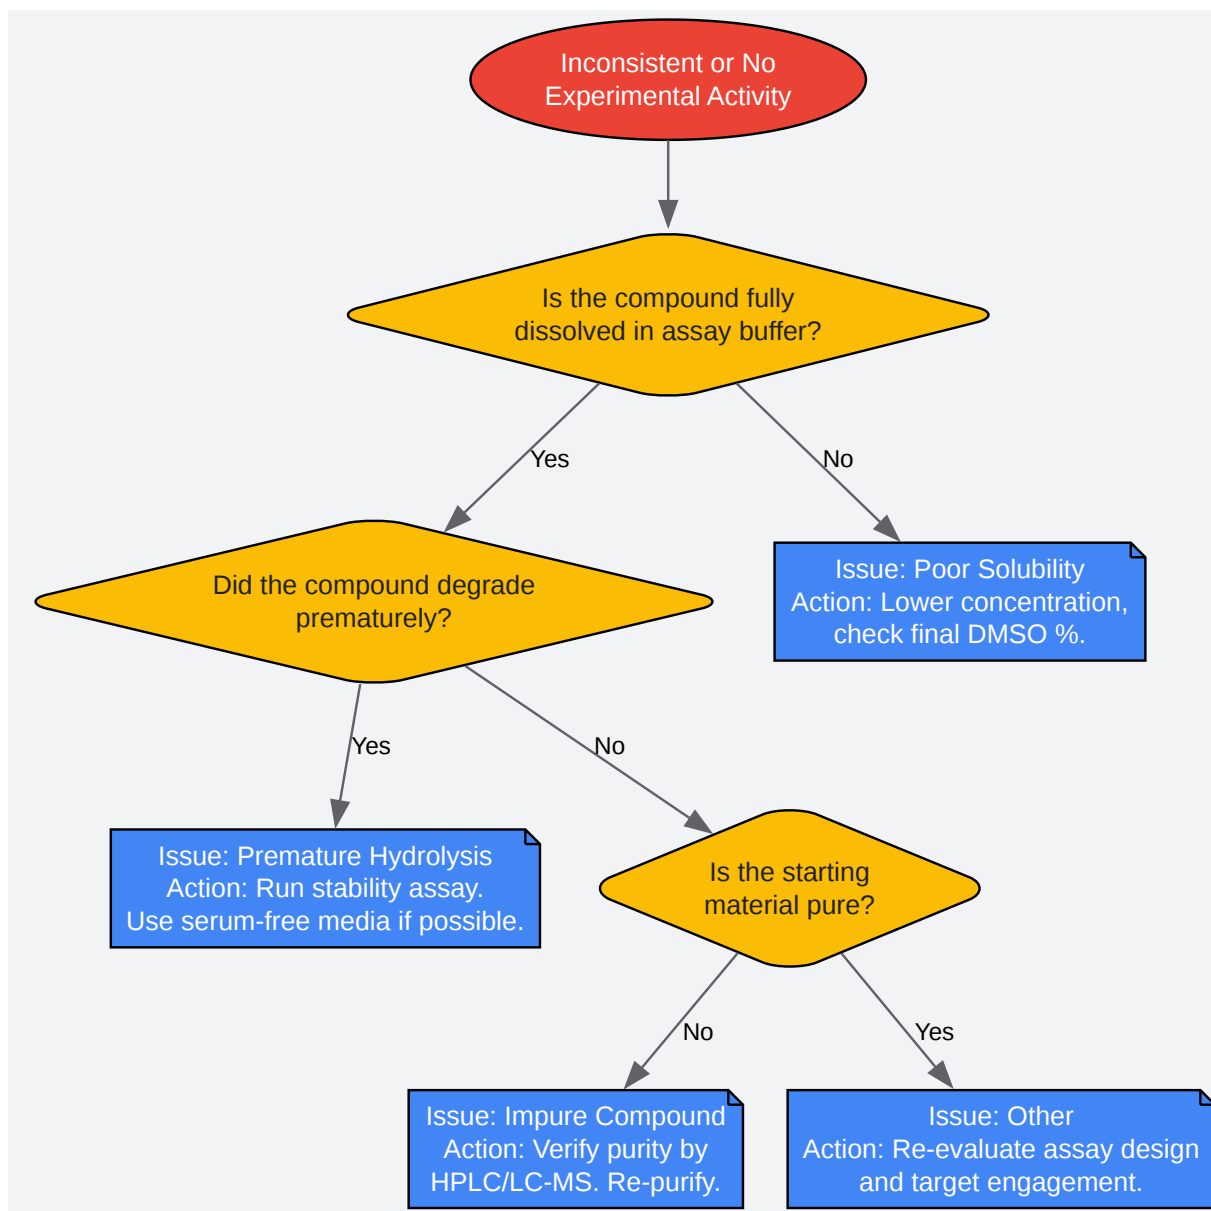 Inconsistent or No
Experimental Activity
Is the compound fully
dissolved in assay buffer?
Yes
No
Did the compound degrade
prematurely?
Issue: Poor Solubility
Action: Lower concentration,
check final DMSO %.
Yes
No
Issue: Premature Hydrolysis
Action: Run stability assay.
Use serum-free media if possible.
Is the starting
material pure?
No
Yes
Issue: Impure Compound
Action: Verify purity by
HPLC/LC-MS. Re-purify.
Issue: Other
Action: Re-evaluate assay design
and target engagement.